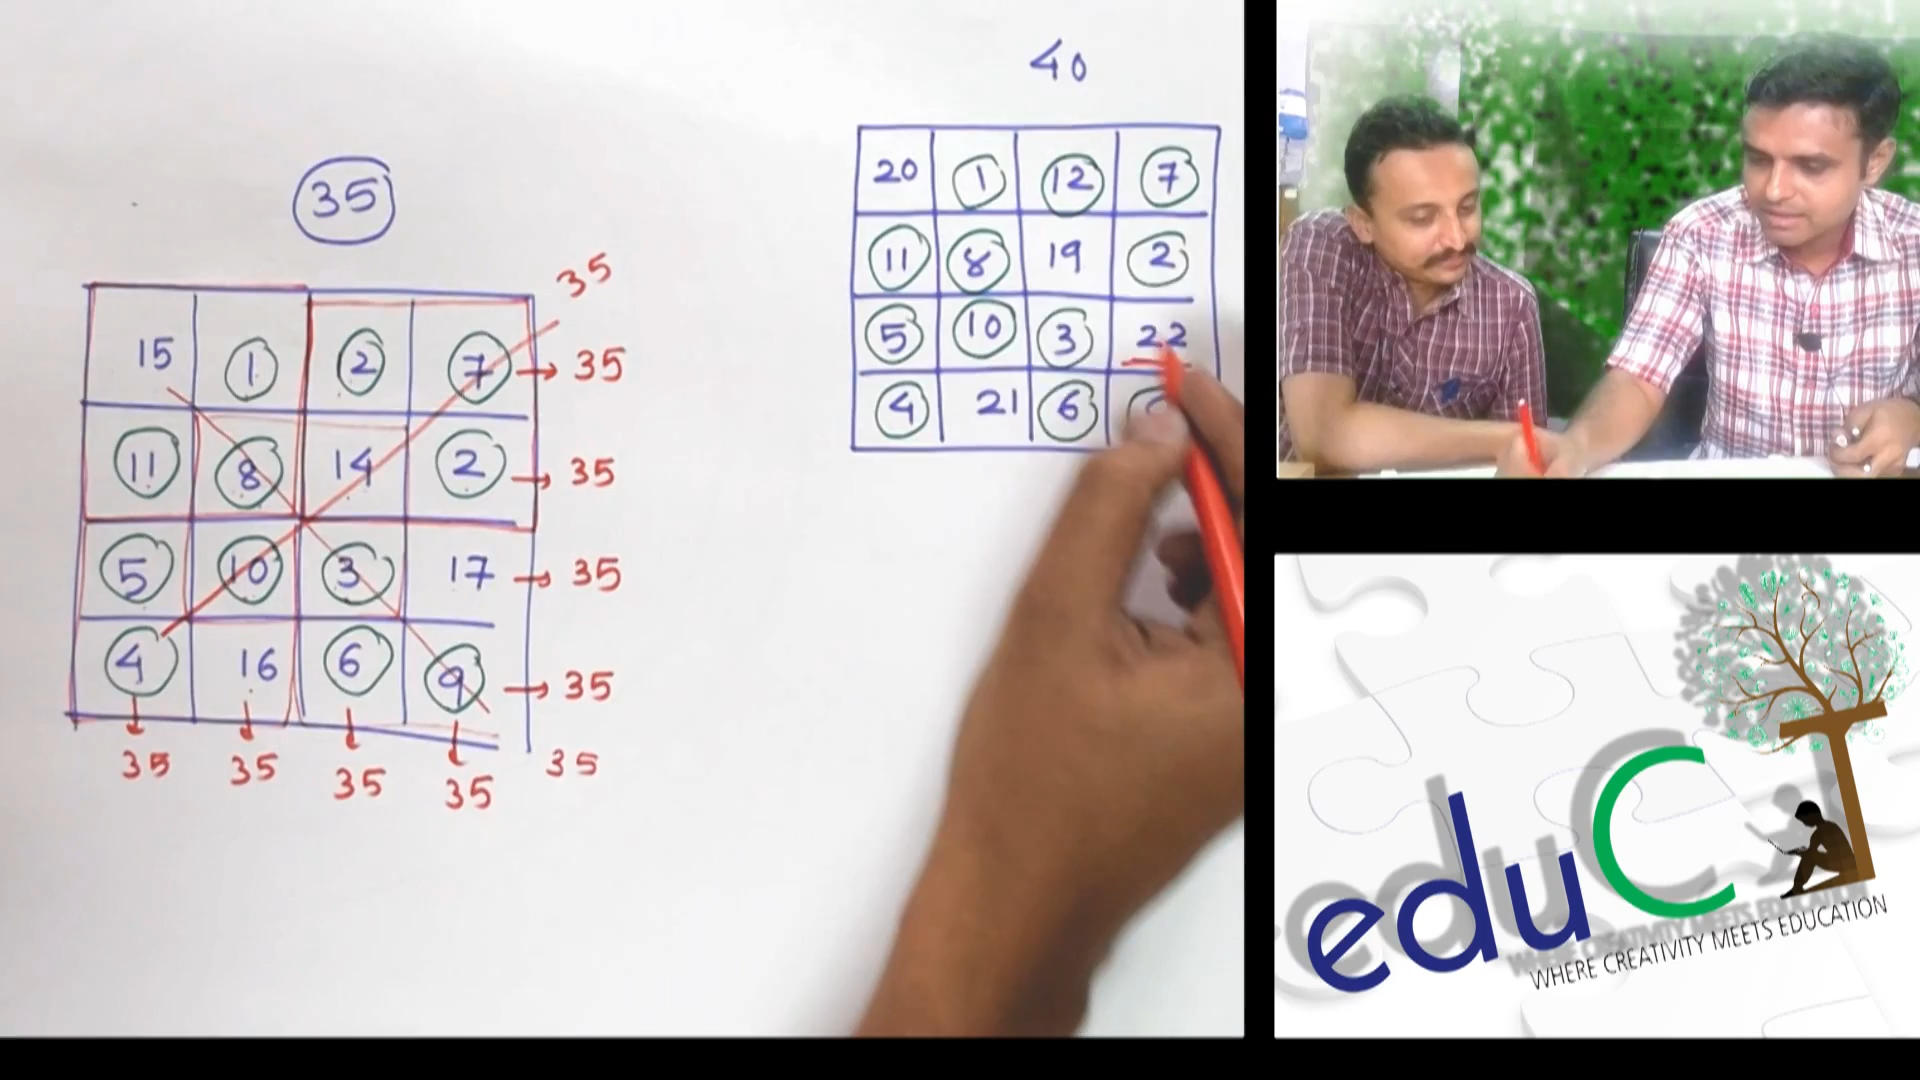 35
35
15 1 2 7 → 35
11 8 14 2 → 35
5 10 3 17 → 35
4 16 6 9 → 35
35 35 35 35 35
40
20 1 12 7
11 8 19 2
5 10 3 22
4 21 6
eduCT
WHERE CREATIVITY MEETS EDUCATION